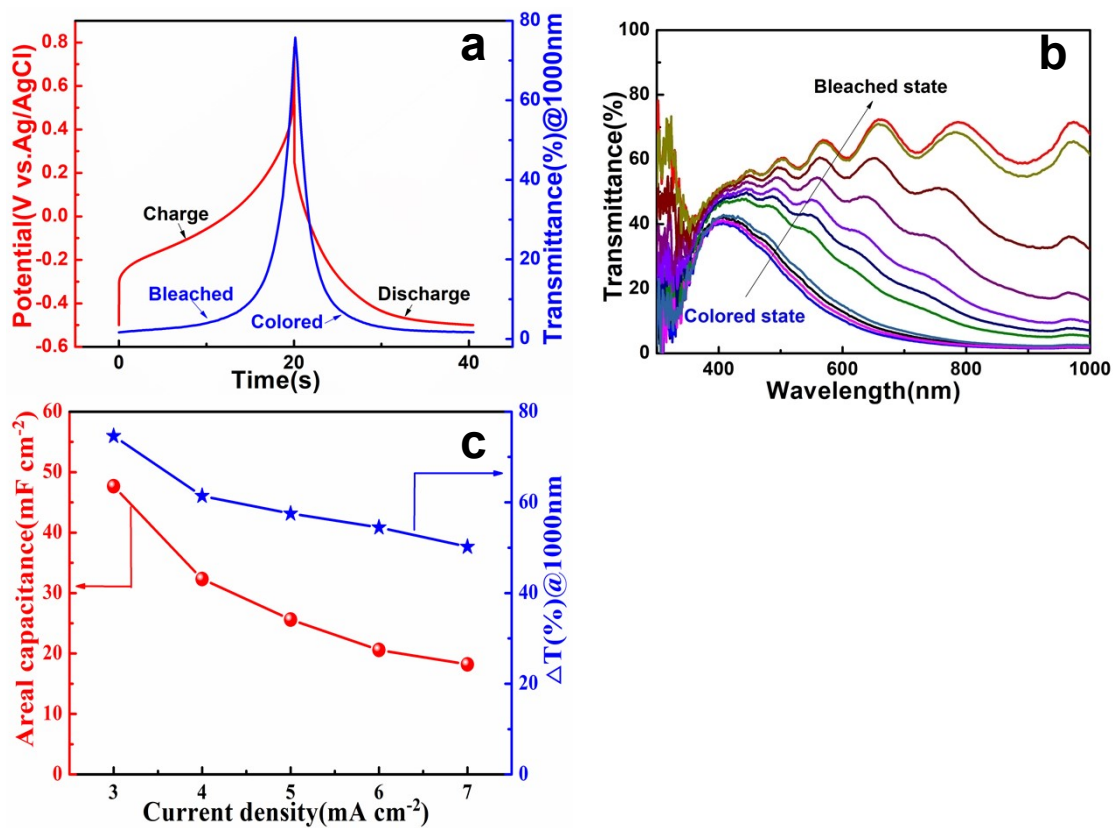 a
Potential(V vs.Ag/AgCl)
0.8
0.6
0.4
0.2
0.0
-0.2
-0.4
-0.6
Charge
Bleached
Colored
Discharge
0
20
40
Time(s)
80
60
40
20
0
Transmittance(%)@1000nm
b
Transmittance(%)
100
80
60
40
20
0
Bleached state
Colored state
400
600
800
1000
Wavelength(nm)
c
Areal capacitance(mF cm-2)
60
50
40
30
20
10
0
3
4
5
6
7
Current density(mA cm-2)
80
60
40
20
0
△T(%)@1000nm